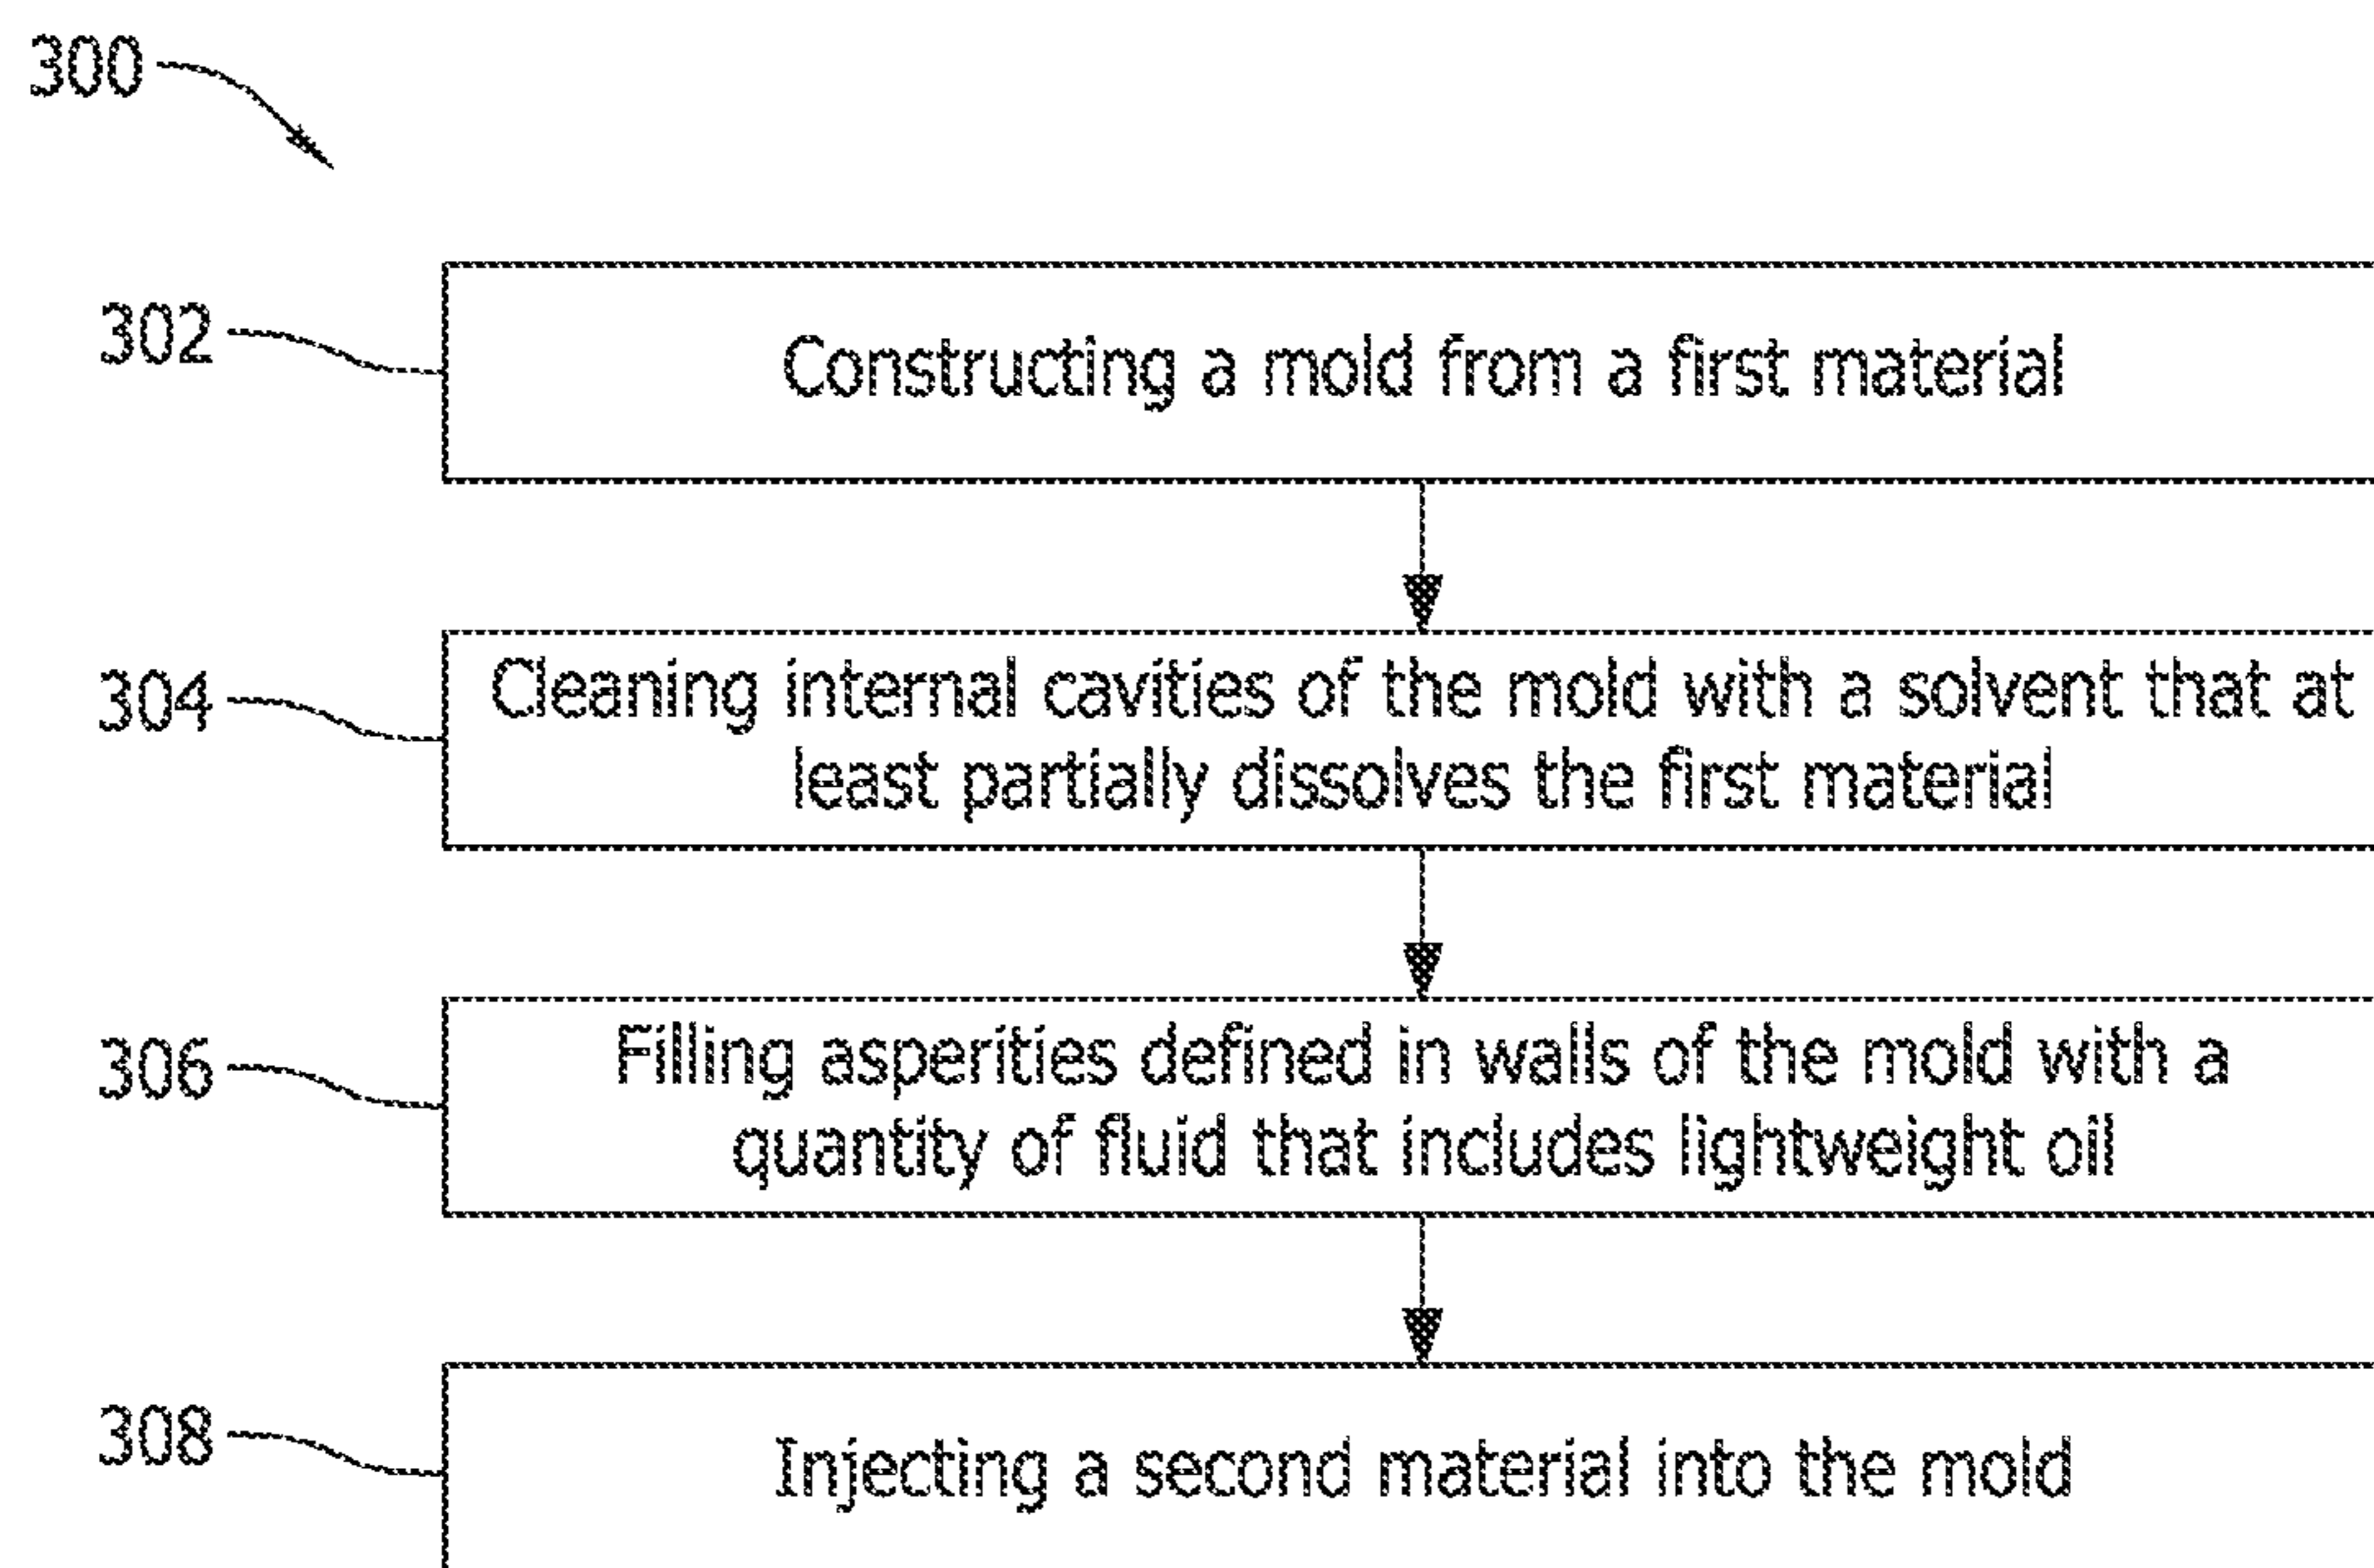 300
302
Constructing a mold from a first material
304
Cleaning internal cavities of the mold with a solvent that at
least partially dissolves the first material
306
Filling asperities defined in walls of the mold with a
quantity of fluid that includes lightweight oil
308
Injecting a second material into the mold